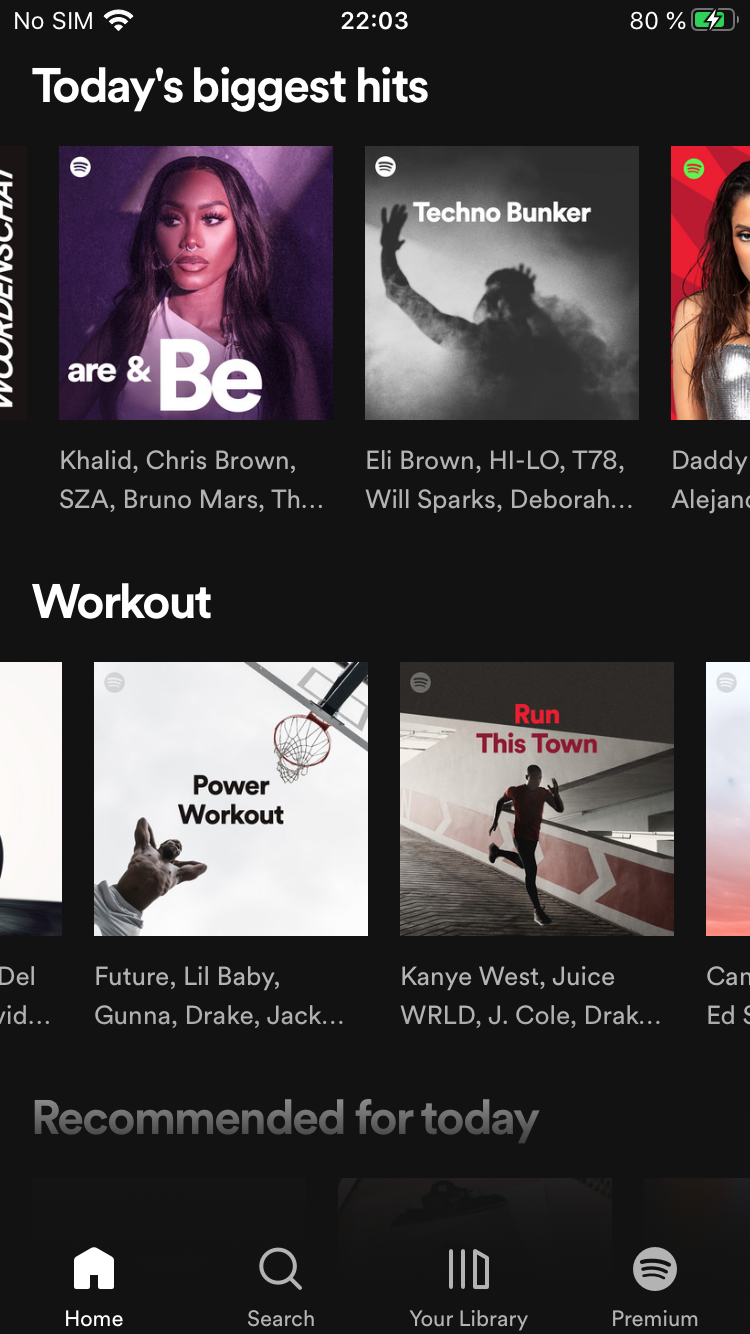 No SIM 22:03 80 %
Today's biggest hits
WOORDENSCHAT
are & Be
Techno Bunker
Khalid, Chris Brown,
SZA, Bruno Mars, Th...
Eli Brown, HI-LO, T78,
Will Sparks, Deborah...
Daddy
Alejand
Workout
Power
Workout
Run
This Town
Del
vid...
Future, Lil Baby,
Gunna, Drake, Jack...
Kanye West, Juice
WRLD, J. Cole, Drak...
Ed S
Recommended for today
Home
Search
Your Library
Premium